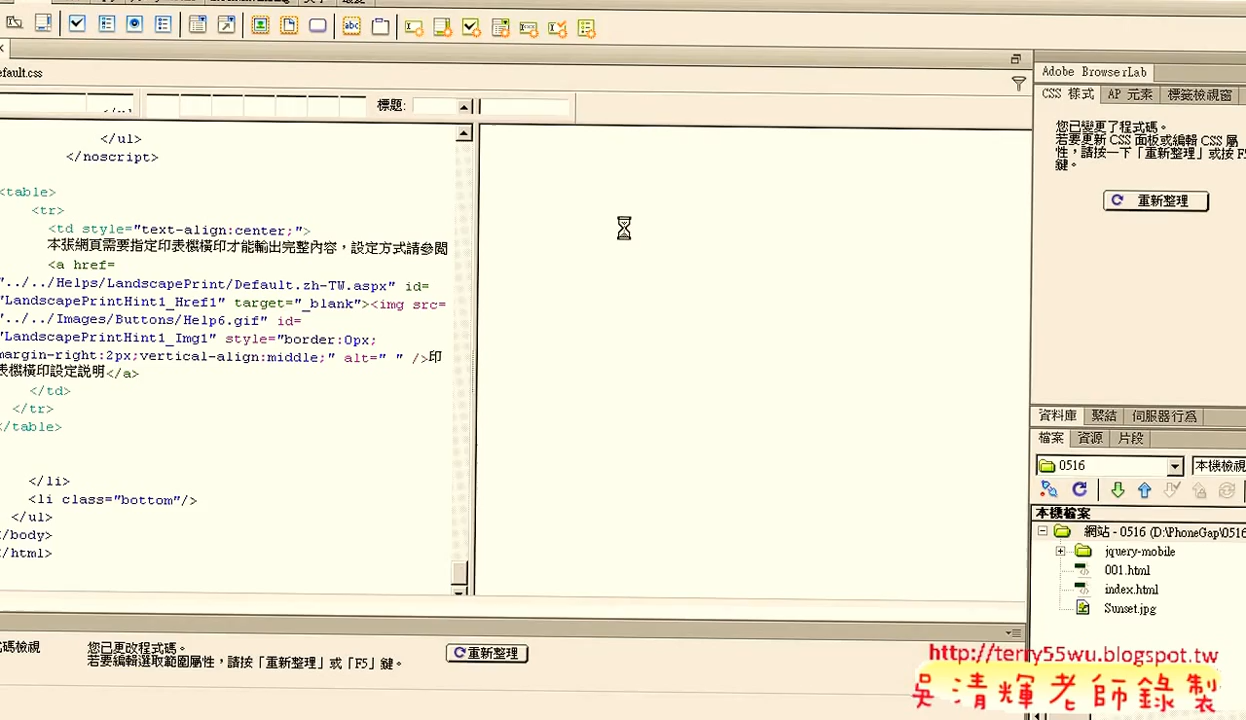 efault.css
標題:
Adobe BrowserLab
CSS 樣式
AP 元素
標籤檢視窗
您已變更了程式碼。
若要更新 CSS 面板或編輯 CSS 屬
性，請按一下「重新整理」或按 F5
鍵。
重新整理
</ul>
</noscript>
<table>
<tr>
<td style="text-align:center;">
本張網頁需要指定印表機橫印才能輸出完整內容，設定方式請參閱
<a href=
"../../Helps/LandscapePrint/Default.zh-TW.aspx" id=
"LandscapePrintHint1_Href1" target="_blank"><img src=
"../../Images/Buttons/Help6.gif" id=
"LandscapePrintHint1_Img1" style="border:0px;
margin-right:2px;vertical-align:middle;" alt=" " />印
表機橫印設定說明</a>
</td>
</tr>
</table>
</li>
<li class="bottom"/>
</ul>
</body>
</html>
資料庫
繫結
伺服器行為
檔案
資源
片段
0516
本機檢視
本機檔案
網站 - 0516 (D:\PhoneGap\0516
jquery-mobile
001.html
index.html
Sunset.jpg
碼檢視
您已更改程式碼。
若要編輯選取範圍屬性，請按「重新整理」或「F5」鍵。
重新整理
http://terry55wu.blogspot.tw
吳清輝老師錄製